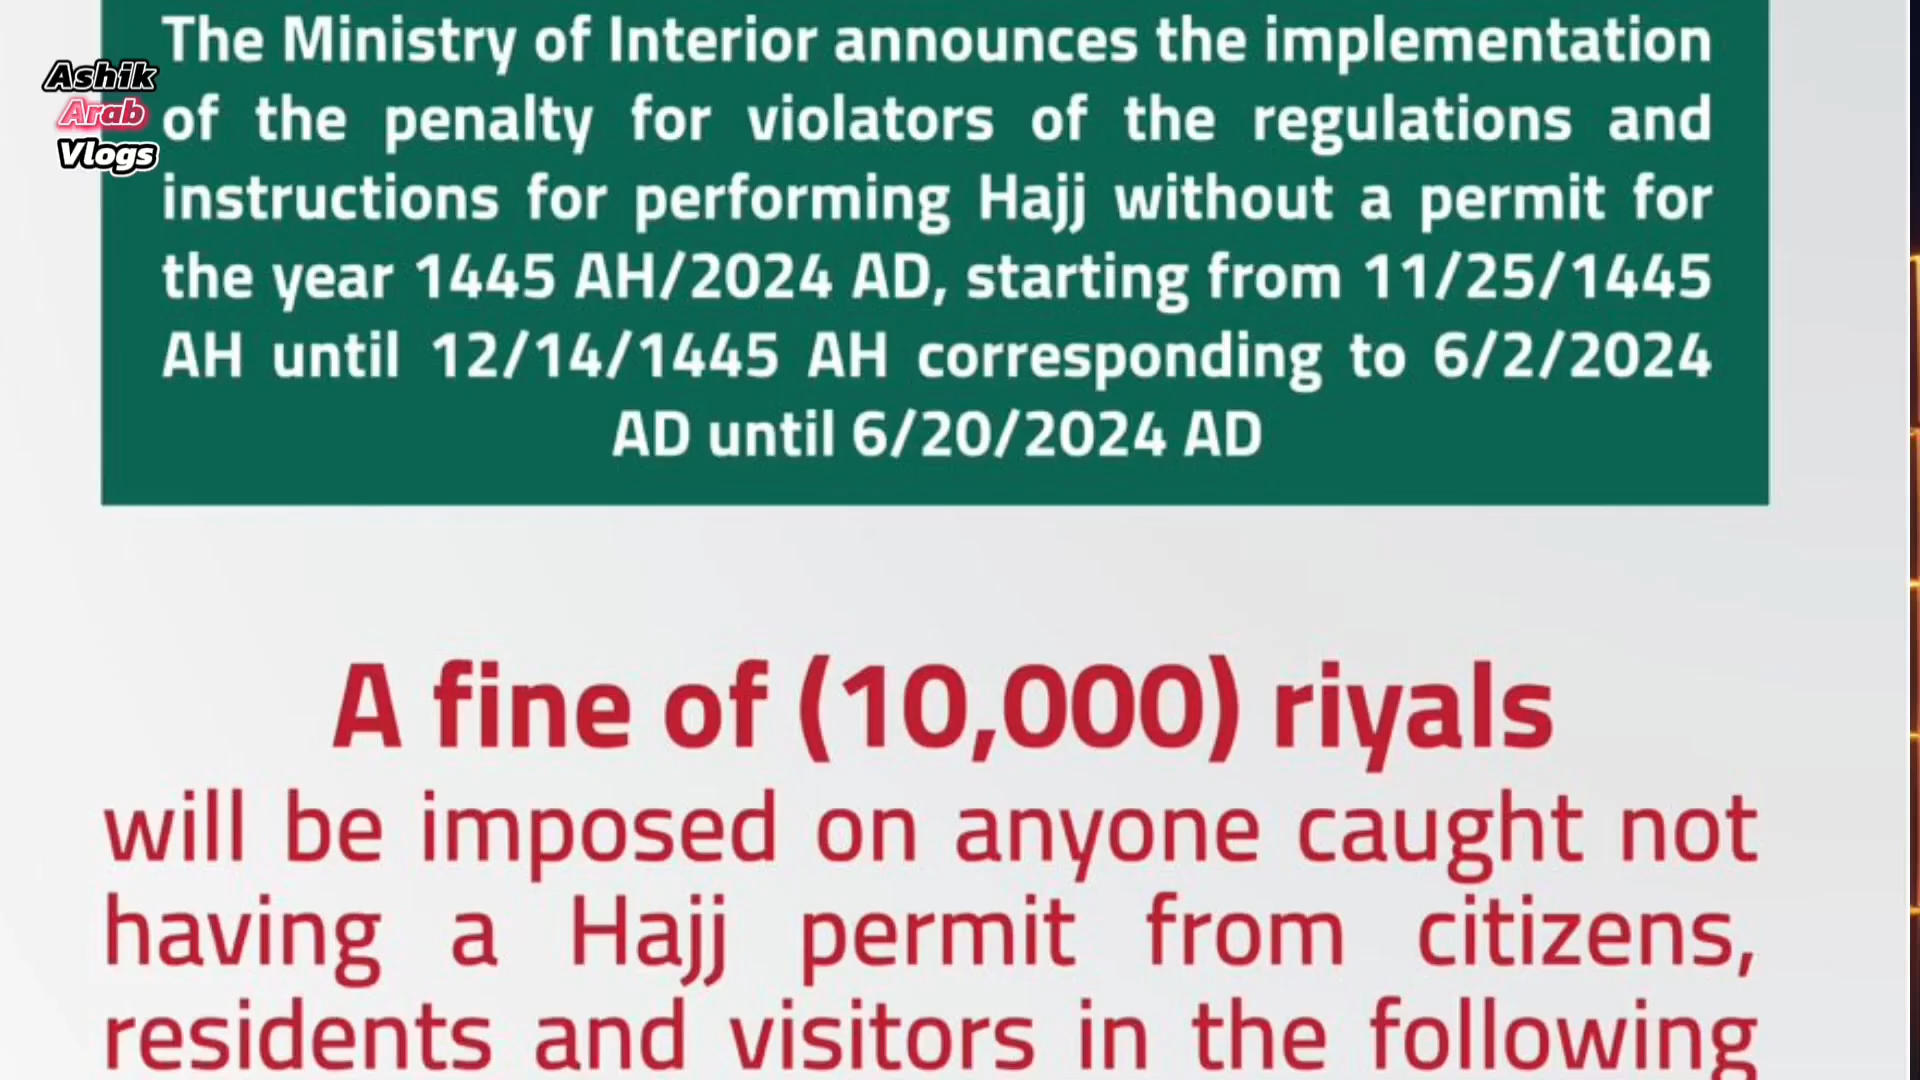 Ashik
Arab
Vlogs
The Ministry of Interior announces the implementation
of the penalty for violators of the regulations and
instructions for performing Hajj without a permit for
the year 1445 AH/2024 AD, starting from 11/25/1445
AH until 12/14/1445 AH corresponding to 6/2/2024
AD until 6/20/2024 AD
A fine of (10,000) riyals
will be imposed on anyone caught not
having a Hajj permit from citizens,
residents and visitors in the following